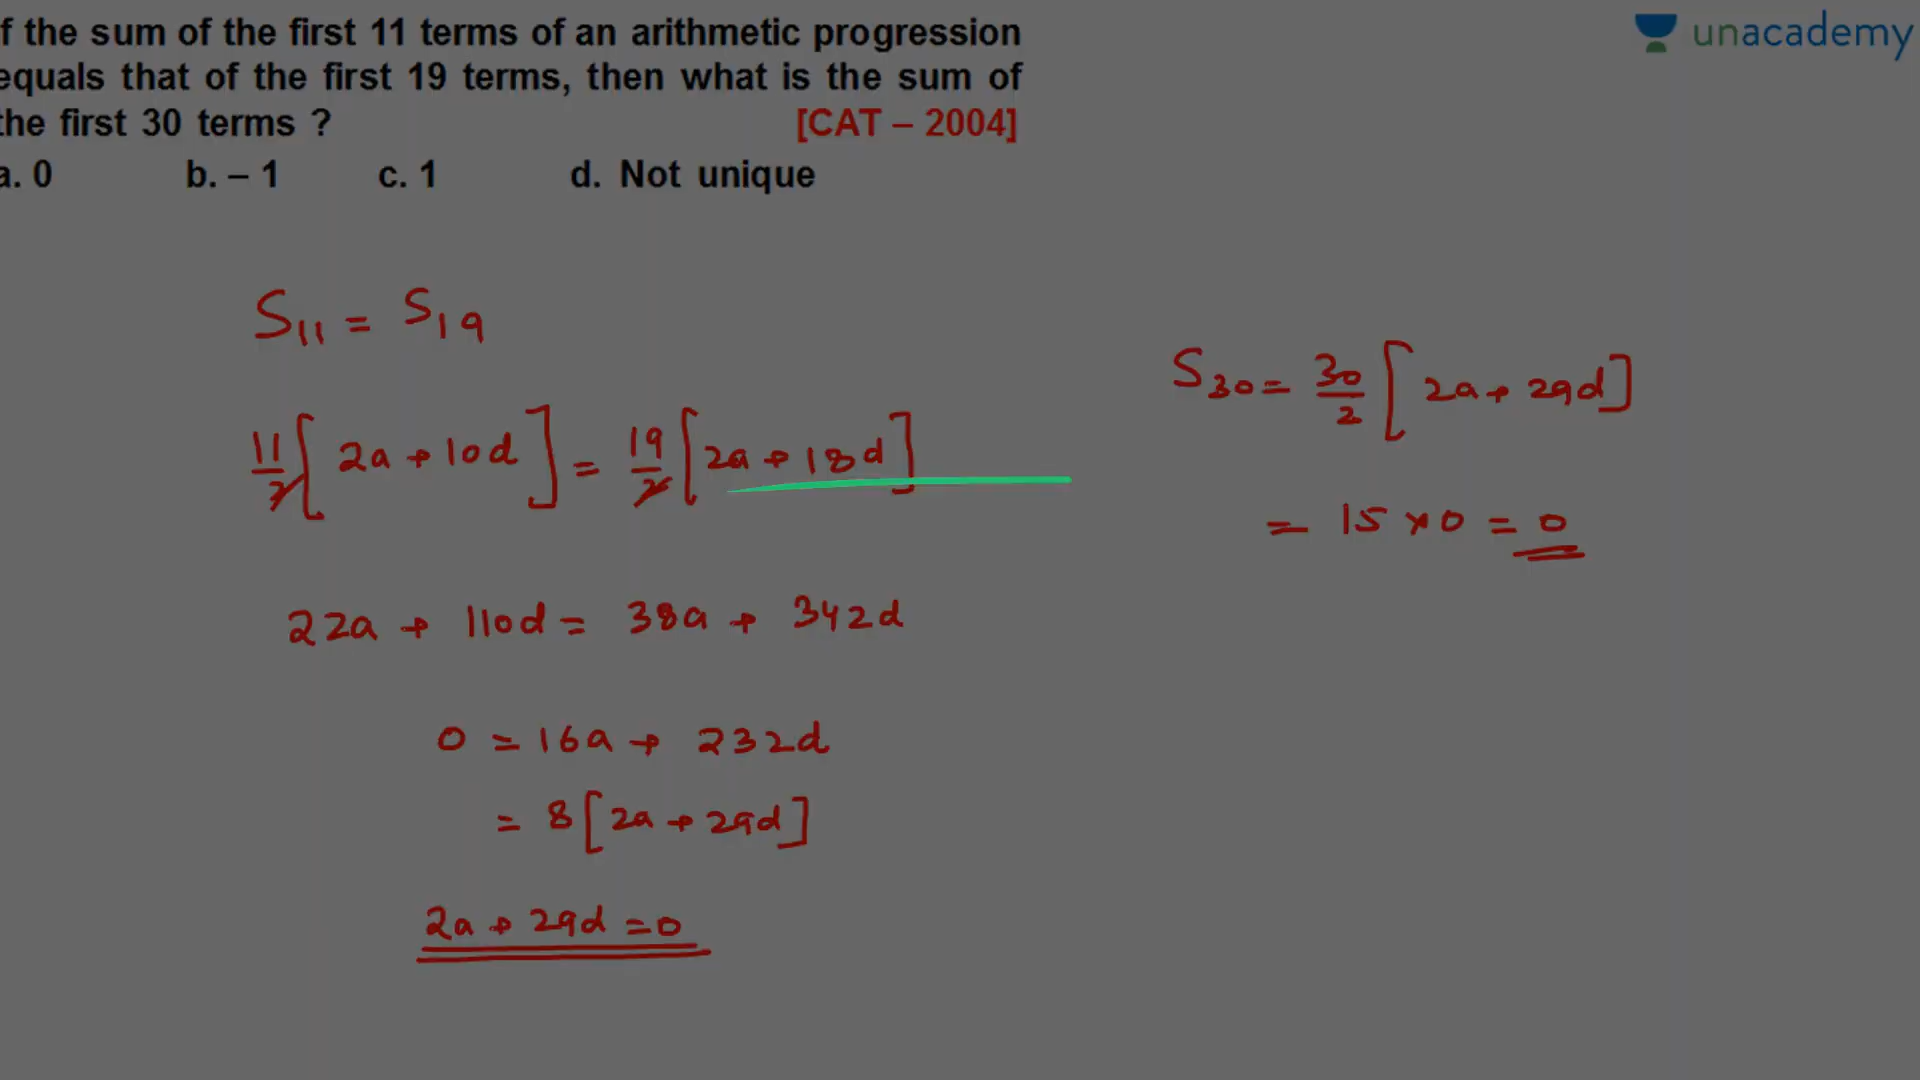 f the sum of the first 11 terms of an arithmetic progression
equals that of the first 19 terms, then what is the sum of
the first 30 terms ? [CAT – 2004]
a. 0 b. – 1 c. 1 d. Not unique
unacademy
S₁₁ = S₁₉
11/2 [2a + 10d] = 19/2 [2a + 18d]
22a + 110d = 38a + 342d
0 = 16a + 232d
= 8 [2a + 29d]
2a + 29d = 0
S₃₀ = 30/2 [2a + 29d]
= 15 × 0 = 0